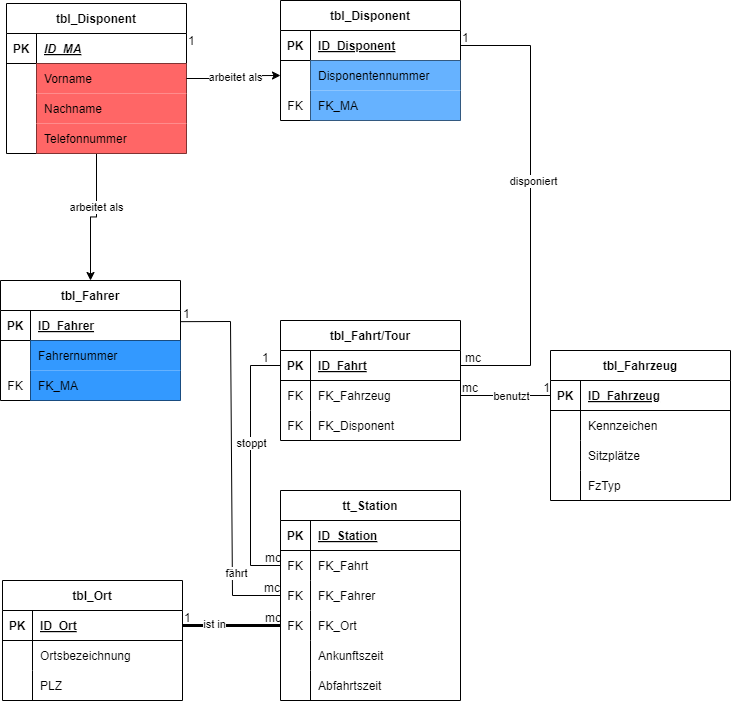 tbl_Disponent
PK ID_MA
Vorname
Nachname
Telefonnummer
1
arbeitet als
tbl_Disponent
PK ID_Disponent
Disponentennummer
FK FK_MA
1
disponiert
arbeitet als
tbl_Fahrer
PK ID_Fahrer
Fahrernummer
FK FK_MA
1
tbl_Fahrt/Tour
PK ID_Fahrt
FK FK_Fahrzeug
FK FK_Disponent
1
mc
mc
benutzt
1
tbl_Fahrzeug
PK ID_Fahrzeug
Kennzeichen
Sitzplätze
FzTyp
stoppt
tt_Station
PK ID_Station
FK FK_Fahrt
FK FK_Fahrer
FK FK_Ort
Ankunftszeit
Abfahrtszeit
mc
fährt
mc
tbl_Ort
PK ID_Ort
Ortsbezeichnung
PLZ
1
ist in
mc